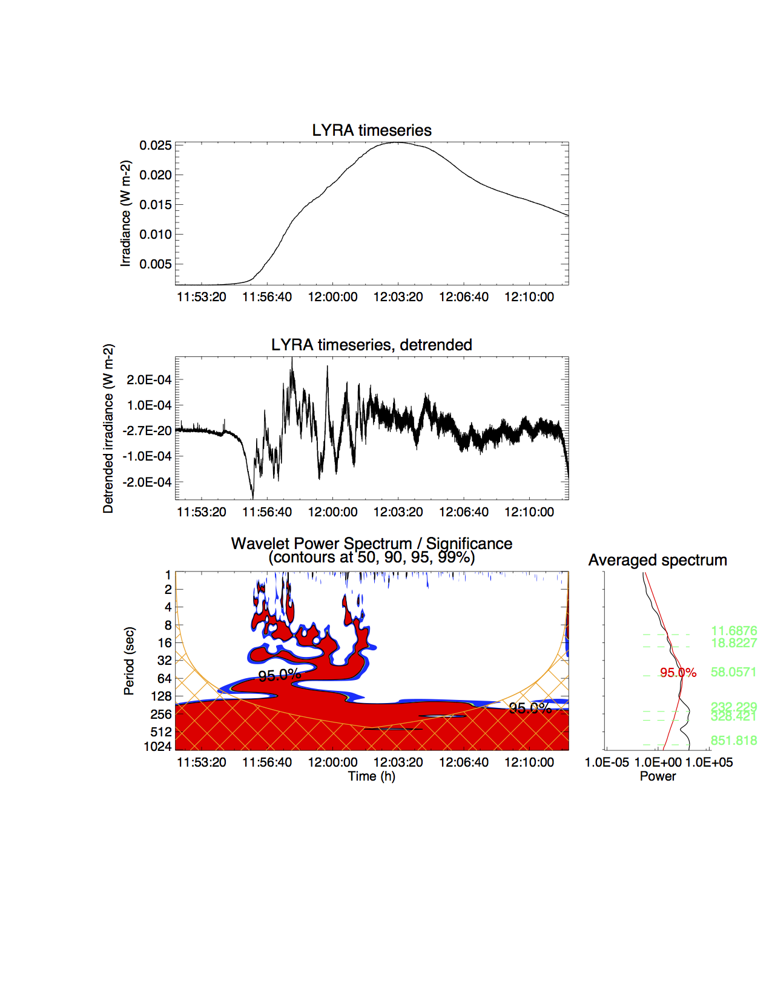 LYRA timeseries
0.025
0.020
0.015
0.010
0.005
Irradiance (W m-2)
11:53:20 11:56:40 12:00:00 12:03:20 12:06:40 12:10:00
LYRA timeseries, detrended
2.0E-04
1.0E-04
-2.7E-20
-1.0E-04
-2.0E-04
Detrended irradiance (W m-2)
11:53:20 11:56:40 12:00:00 12:03:20 12:06:40 12:10:00
Wavelet Power Spectrum / Significance
(contours at 50, 90, 95, 99%)
1
2
4
8
16
32
64
128
256
512
1024
Period (sec)
95.0%
95.0%
11:53:20 11:56:40 12:00:00 12:03:20 12:06:40 12:10:00
Time (h)
Averaged spectrum
11.6876
18.8227
95.0%
58.0571
232.229
328.421
851.818
1.0E-05 1.0E+00 1.0E+05
Power